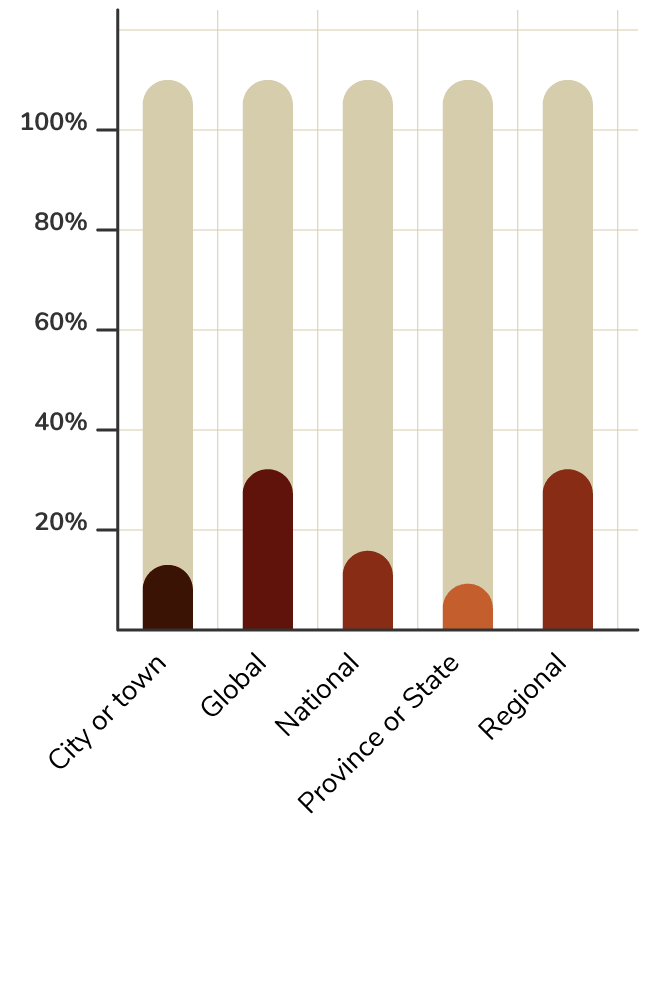 100%
80%
60%
40%
20%
City or town
Global
National
Province or State
Regional